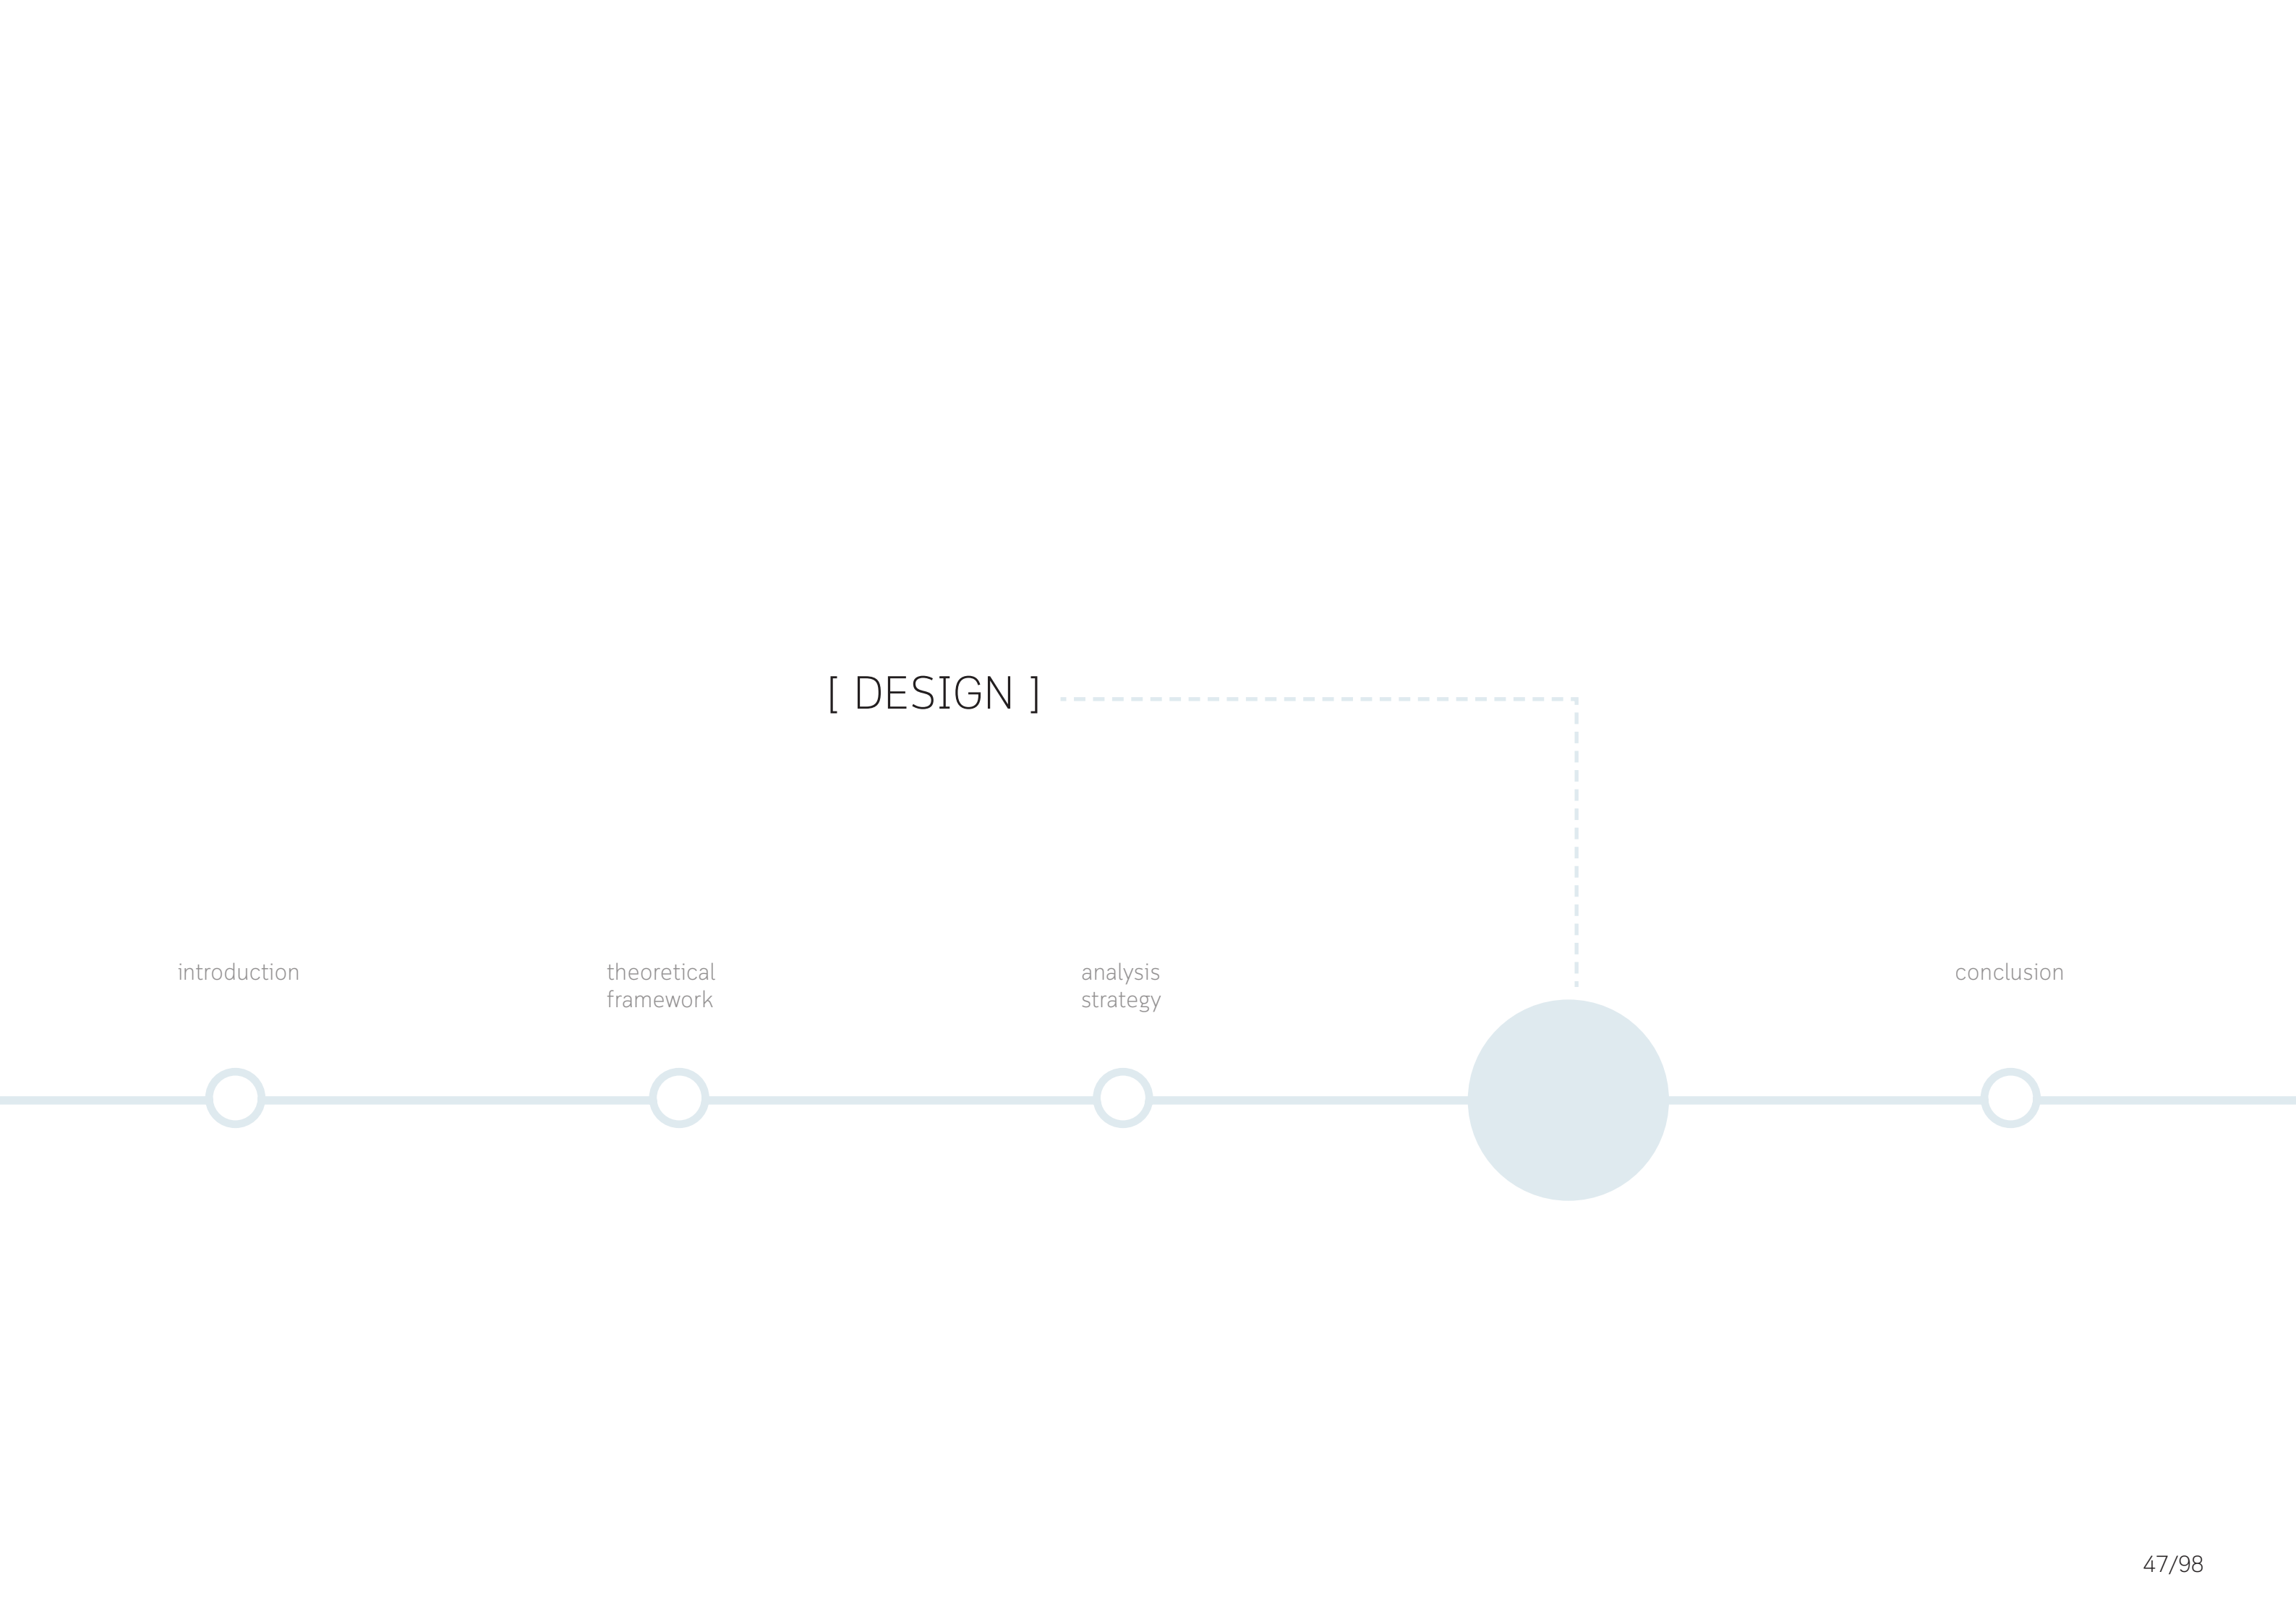 [ DESIGN ]
introduction
theoretical
framework
analysis
strategy
conclusion
47/98